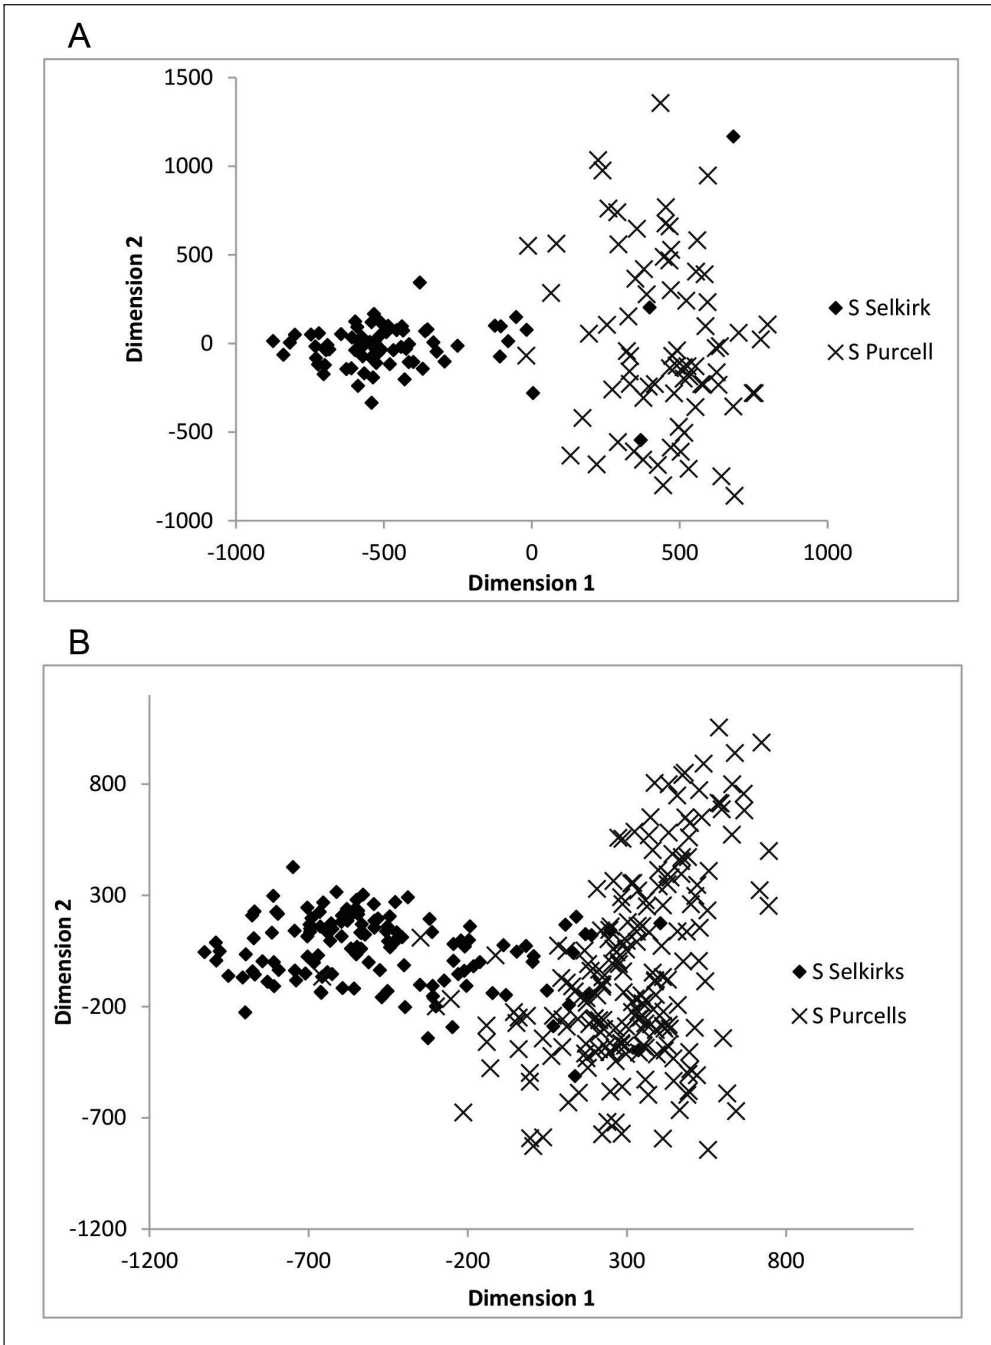 A
1500
1000
500
0
-500
-1000
-1000 -500 0 500 1000
Dimension 2
Dimension 1
S Selkirk
S Purcell
B
800
300
-200
-700
-1200
-1200 -700 -200 300 800
Dimension 2
Dimension 1
S Selkirks
S Purcells